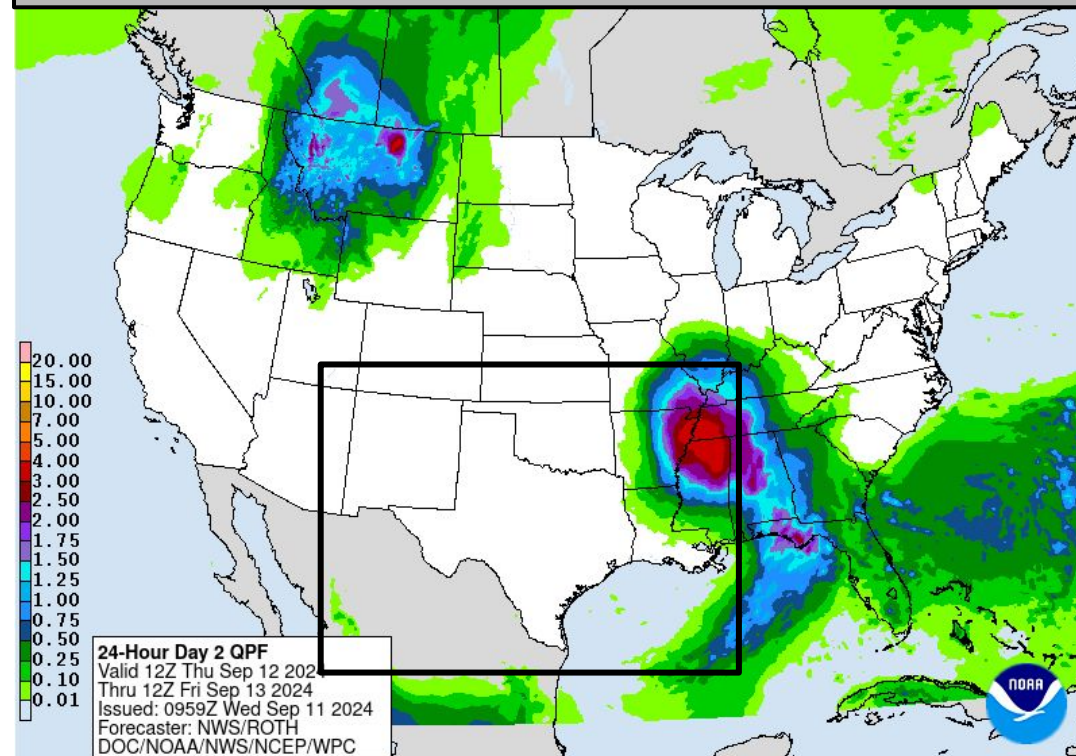 20.00
15.00
10.00
7.00
5.00
4.00
3.00
2.50
2.00
1.75
1.50
1.25
1.00
0.75
0.50
0.25
0.10
0.01
24-Hour Day 2 QPF
Valid 12Z Thu Sep 12 2024
Thru 12Z Fri Sep 13 2024
Issued: 0959Z Wed Sep 11 2024
Forecaster: NWS/ROTH
DOC/NOAA/NWS/NCEP/WPC
NOAA